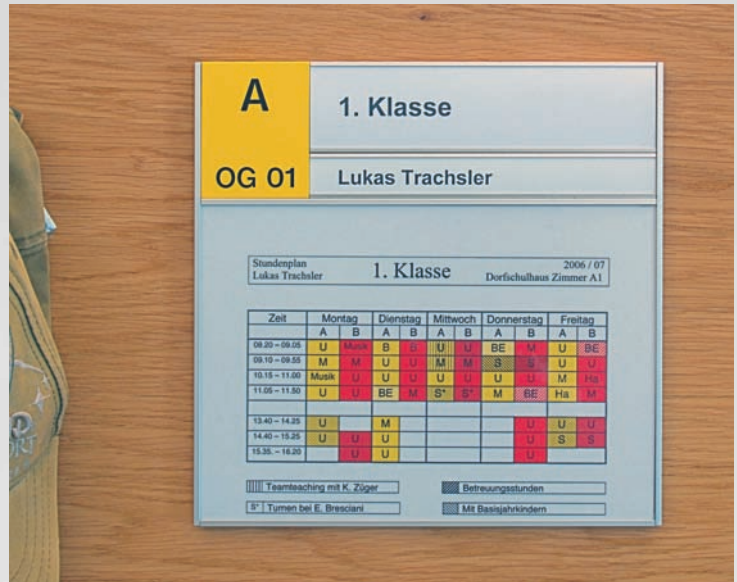 A
1. Klasse
OG 01
Lukas Trachsler
Stundenplan
Lukas Trachsler
1. Klasse
2006 / 07
Dorfschulhaus Zimmer A1
Zeit Montag Dienstag Mittwoch Donnerstag Freitag
A B A B A B A B A B
08.20 – 09.05 U Musik B B U U BE M U BE
09.10 – 09.55 M M U U M M S S U U
10.15 – 11.00 Musik U U U U U U U M Ha
11.05 – 11.50 U U BE M S* S* M BE Ha M
13.40 – 14.25 U M U U U
14.40 – 15.25 U U U U S S
15.35. – 16.20 U U U
Teamteaching mit K. Züger
Betreuungsstunden
S* Turnen bei E. Bresciani
Mit Basisjahrkindern